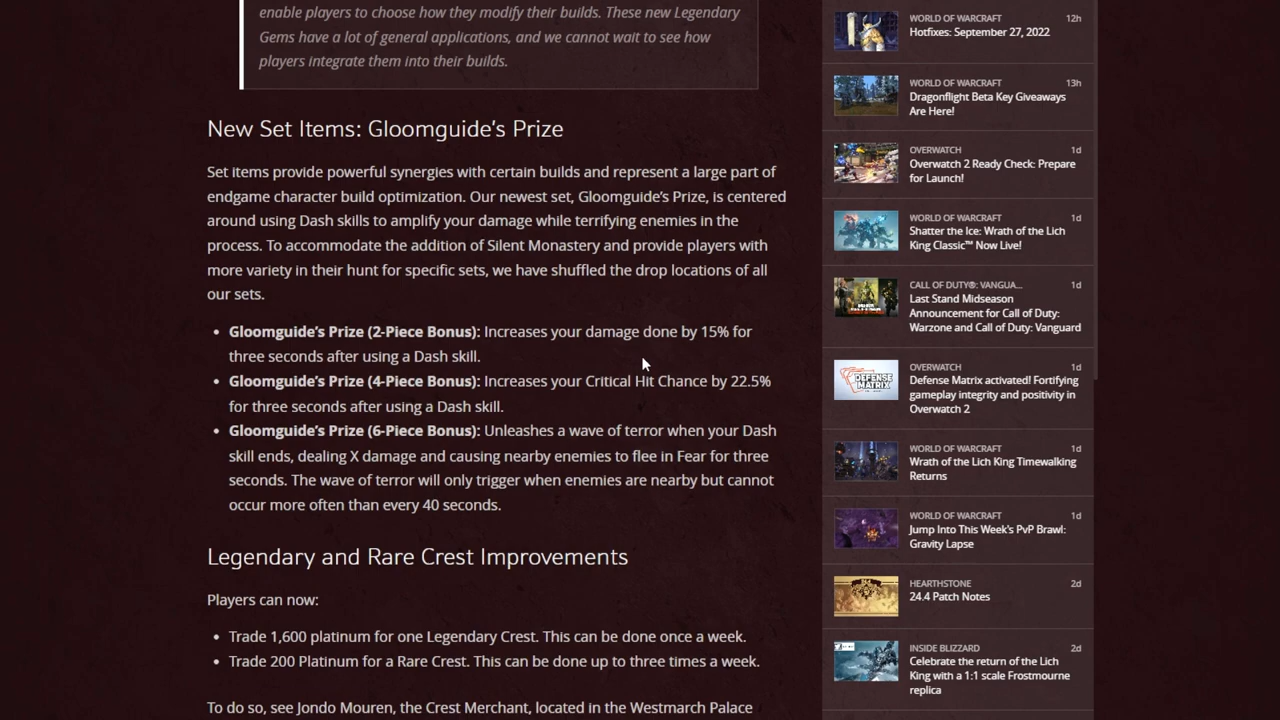 enable players to choose how they modify their builds. These new Legendary
Gems have a lot of general applications, and we cannot wait to see how
players integrate them into their builds.
New Set Items: Gloomguide's Prize
Set items provide powerful synergies with certain builds and represent a large part of
endgame character build optimization. Our newest set, Gloomguide's Prize, is centered
around using Dash skills to amplify your damage while terrifying enemies in the
process. To accommodate the addition of Silent Monastery and provide players with
more variety in their hunt for specific sets, we have shuffled the drop locations of all
our sets.
• Gloomguide's Prize (2-Piece Bonus): Increases your damage done by 15% for
three seconds after using a Dash skill.
• Gloomguide's Prize (4-Piece Bonus): Increases your Critical Hit Chance by 22.5%
for three seconds after using a Dash skill.
• Gloomguide's Prize (6-Piece Bonus): Unleashes a wave of terror when your Dash
skill ends, dealing X damage and causing nearby enemies to flee in Fear for three
seconds. The wave of terror will only trigger when enemies are nearby but cannot
occur more often than every 40 seconds.
Legendary and Rare Crest Improvements
Players can now:
• Trade 1,600 platinum for one Legendary Crest. This can be done once a week.
• Trade 200 Platinum for a Rare Crest. This can be done up to three times a week.
To do so, see Jondo Mouren, the Crest Merchant, located in the Westmarch Palace
WORLD OF WARCRAFT 12h
Hotfixes: September 27, 2022
WORLD OF WARCRAFT 13h
Dragonflight Beta Key Giveaways
Are Here!
OVERWATCH 1d
Overwatch 2 Ready Check: Prepare
for Launch!
WORLD OF WARCRAFT 1d
Shatter the Ice: Wrath of the Lich
King Classic™ Now Live!
CALL OF DUTY®: VANGUA... 1d
Last Stand Midseason
Announcement for Call of Duty:
Warzone and Call of Duty: Vanguard
OVERWATCH 1d
DEFENSE
MATRIX
Defense Matrix activated! Fortifying
gameplay integrity and positivity in
Overwatch 2
WORLD OF WARCRAFT 1d
Wrath of the Lich King Timewalking
Returns
WORLD OF WARCRAFT 1d
Jump Into This Week's PvP Brawl:
Gravity Lapse
HEARTHSTONE 2d
24.4 Patch Notes
INSIDE BLIZZARD 2d
Celebrate the return of the Lich
King with a 1:1 scale Frostmourne
replica